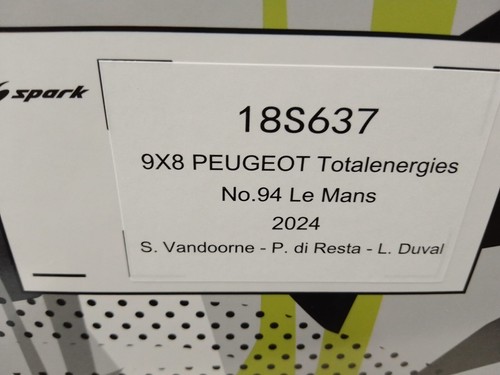 spark
18S637
9X8 PEUGEOT Totalenergies
No.94 Le Mans
2024
S. Vandoorne - P. di Resta - L. Duval